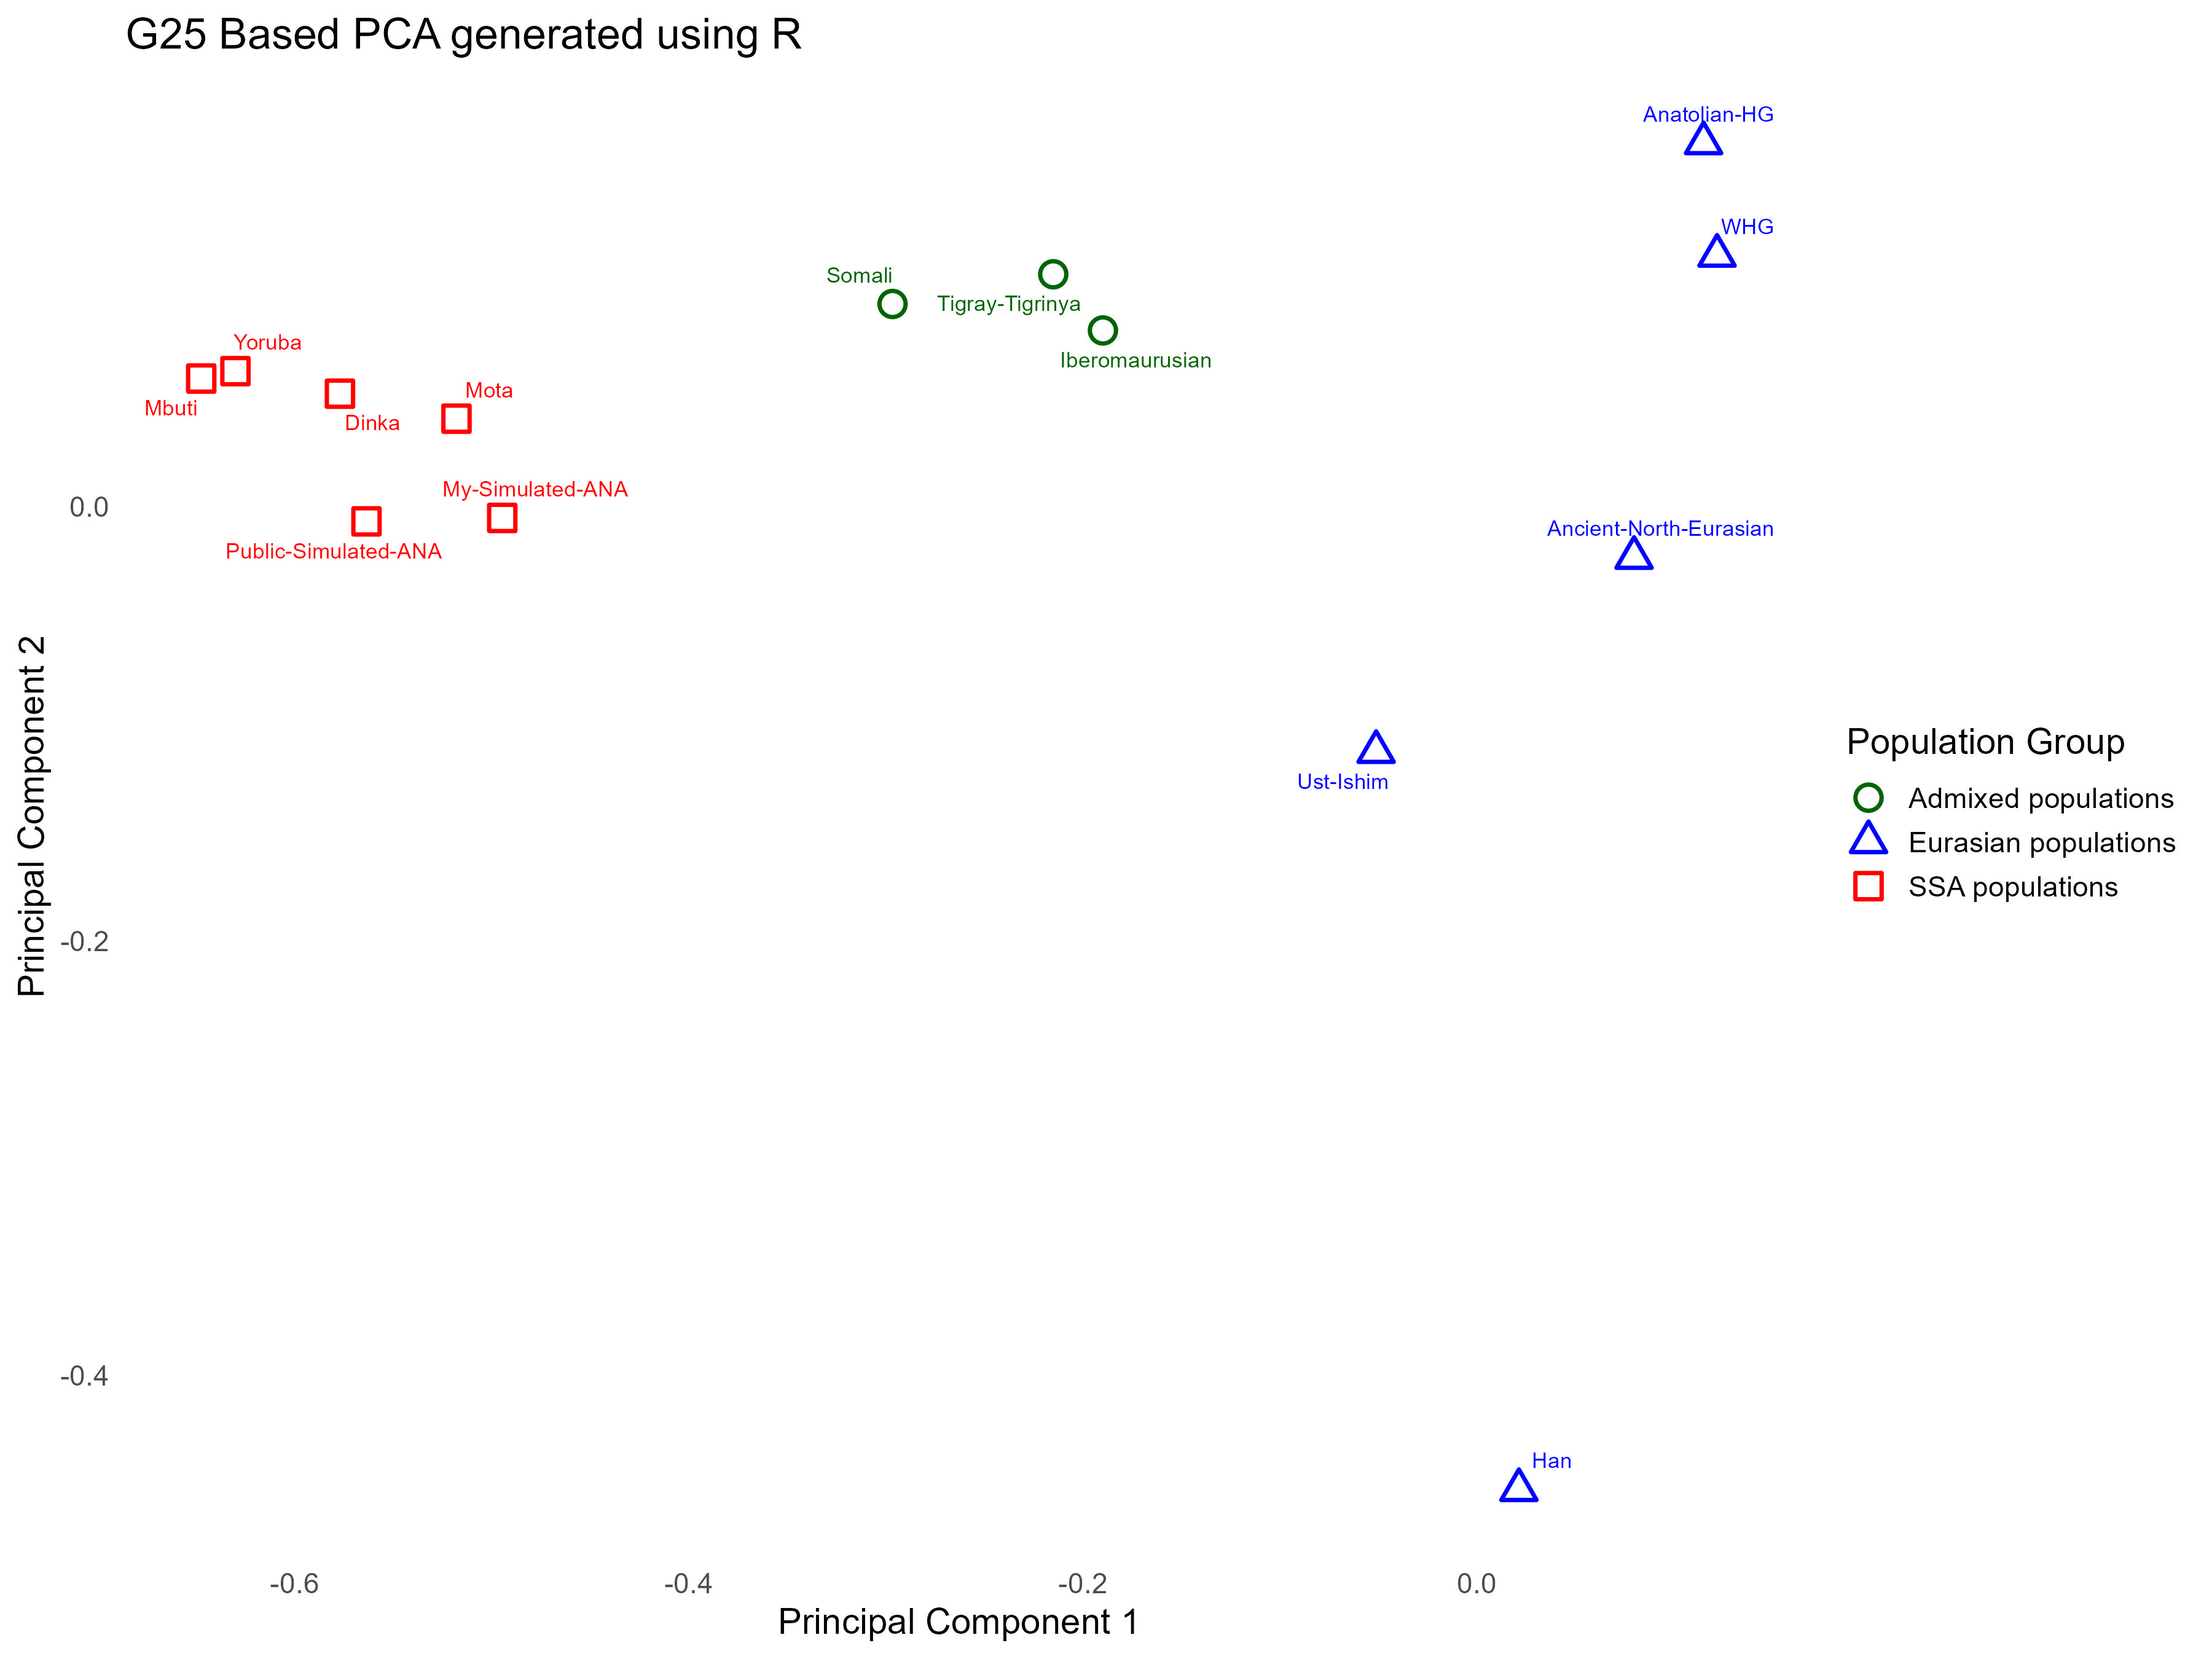 G25 Based PCA generated using R
Anatolian-HG
WHG
Somali
Tigray-Tigrinya
Iberomaurusian
Yoruba
Mbuti
Mota
Dinka
My-Simulated-ANA
Public-Simulated-ANA
Ancient-North-Eurasian
Ust-Ishim
Han
0.0
-0.2
-0.4
Principal Component 2
-0.6
-0.4
-0.2
0.0
Principal Component 1
Population Group
Admixed populations
Eurasian populations
SSA populations